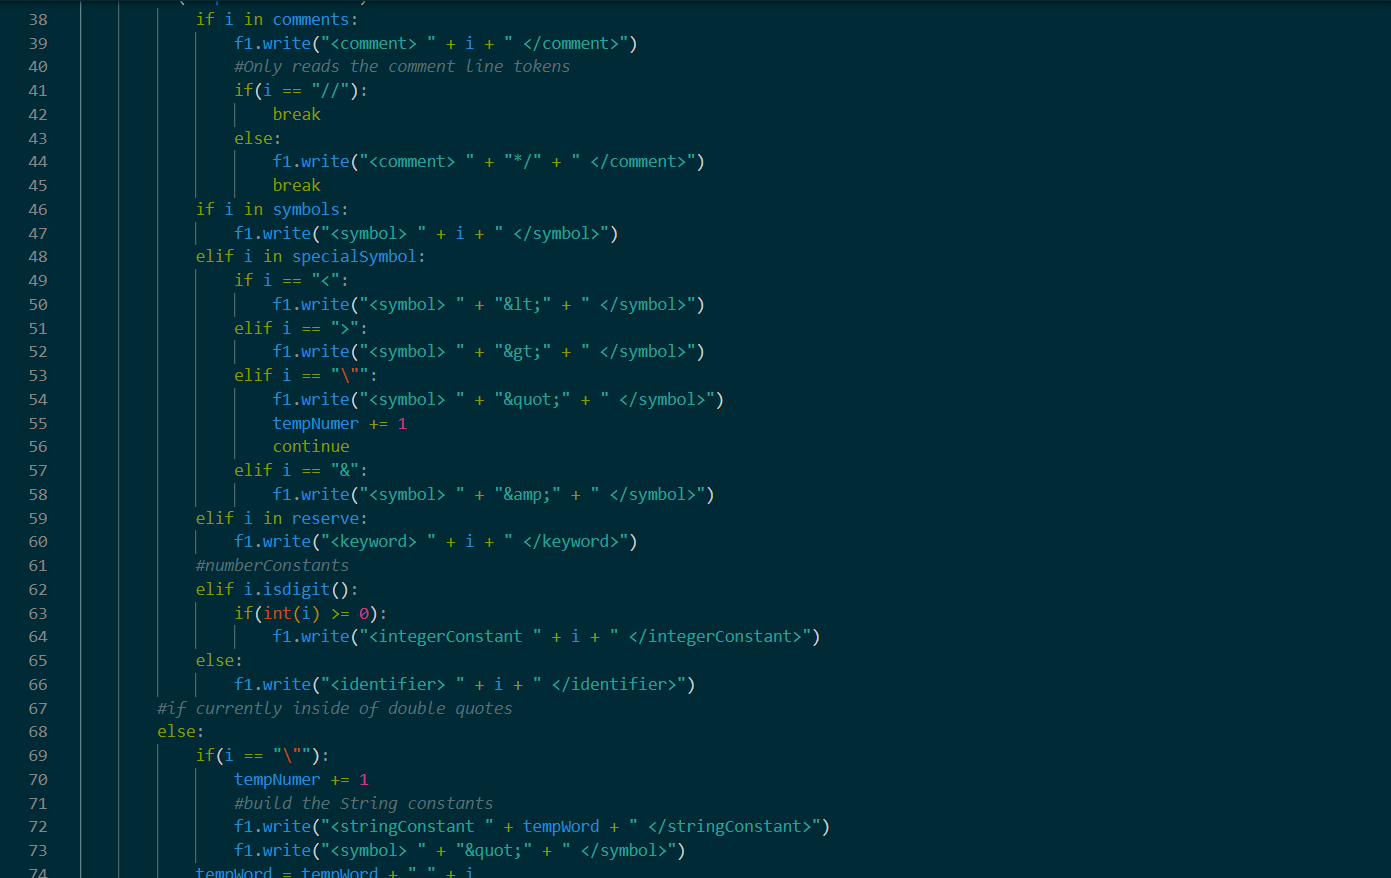 38 if i in comments:
39 f1.write("<comment> " + i + " </comment>")
40 #Only reads the comment line tokens
41 if(i == "//"):
42 break
43 else:
44 f1.write("<comment> " + "*/" + " </comment>")
45 break
46 if i in symbols:
47 f1.write("<symbol> " + i + " </symbol>")
48 elif i in specialSymbol:
49 if i == "<":
50 f1.write("<symbol> " + "&lt;" + " </symbol>")
51 elif i == ">":
52 f1.write("<symbol> " + "&gt;" + " </symbol>")
53 elif i == "\"":
54 f1.write("<symbol> " + "&quot;" + " </symbol>")
55 tempNumer += 1
56 continue
57 elif i == "&":
58 f1.write("<symbol> " + "&amp;" + " </symbol>")
59 elif i in reserve:
60 f1.write("<keyword> " + i + " </keyword>")
61 #numberConstants
62 elif i.isdigit():
63 if(int(i) >= 0):
64 f1.write("<integerConstant " + i + " </integerConstant>")
65 else:
66 f1.write("<identifier> " + i + " </identifier>")
67 #if currently inside of double quotes
68 else:
69 if(i == "\""):
70 tempNumer += 1
71 #build the String constants
72 f1.write("<stringConstant " + tempWord + " </stringConstant>")
73 f1.write("<symbol> " + "&quot;" + " </symbol>")
74 tempWord = tempWord + " " + i